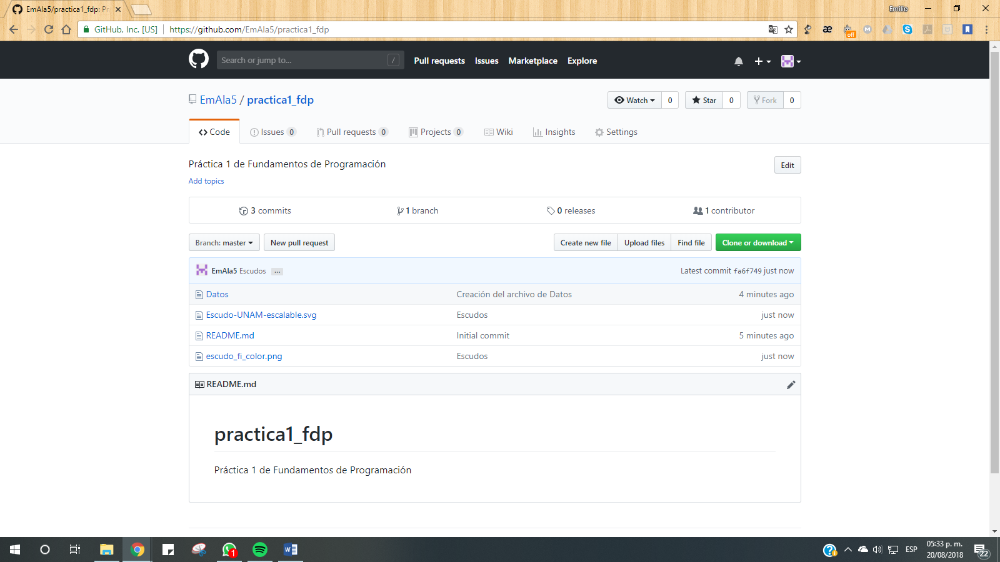 EmAla5/practica1_fdp: Pr
Emilio
GitHub, Inc. [US] https://github.com/EmAla5/practica1_fdp
æ M off
Search or jump to... /
Pull requests Issues Marketplace Explore
EmAla5 / practica1_fdp
Watch 0 Star 0 Fork 0
Code Issues 0 Pull requests 0 Projects 0 Wiki Insights Settings
Práctica 1 de Fundamentos de Programación
Edit
Add topics
3 commits 1 branch 0 releases 1 contributor
Branch: master New pull request Create new file Upload files Find file Clone or download
EmAla5 Escudos ... Latest commit fa6f749 just now
Datos Creación del archivo de Datos 4 minutes ago
Escudo-UNAM-escalable.svg Escudos just now
README.md Initial commit 5 minutes ago
escudo_fi_color.png Escudos just now
README.md
practica1_fdp
Práctica 1 de Fundamentos de Programación
1 ESP 05:33 p. m.
20/08/2018 22